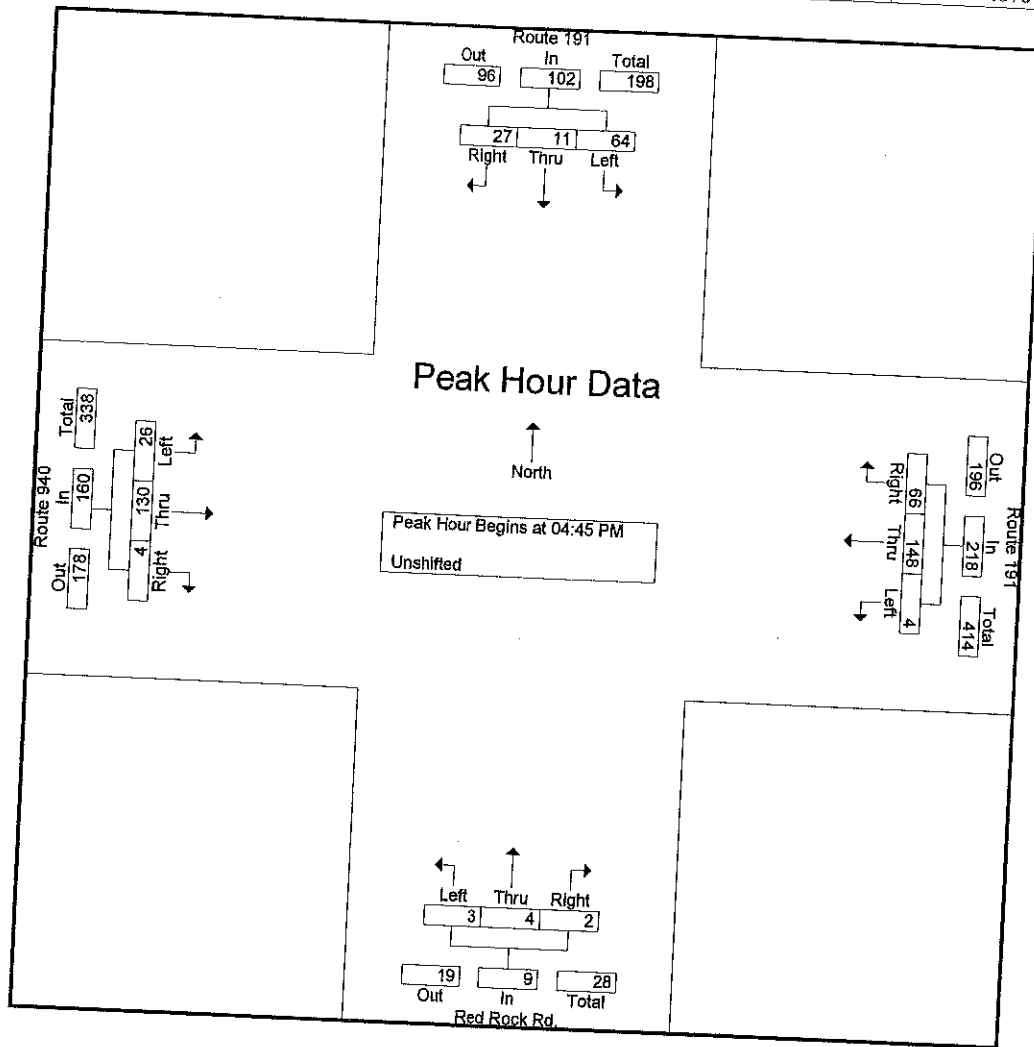 Route 191
Out In Total
96 102 198
27 11 64
Right Thru Left
Peak Hour Data
North
Peak Hour Begins at 04:45 PM
Unshifted
Route 940
Total In Out
338 160 178
26 130 4
Left Thru Right
Route 191
Out In Total
196 218 414
66 148 4
Right Thru Left
Left Thru Right
3 4 2
19 9 28
Out In Total
Red Rock Rd.